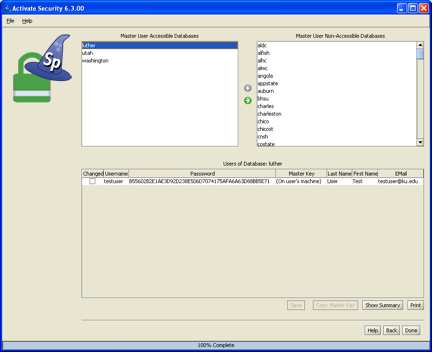 Activate Security 6.3.00
File Help
Sp
Master User Accessible Databases
luther
utah
washington
Master User Non-Accessible Databases
aldc
alfish
alhc
almc
angola
appstate
auburn
bhsu
charles
charleston
chico
chicost
cnsh
costate
Users of Database: luther
Changed Username Password Master Key Last Name First Name EMail
testuser (On user's machine) User Test testuser@ku.edu
Save Copy Master Key Show Summary Print
Help Back Done
100% Complete